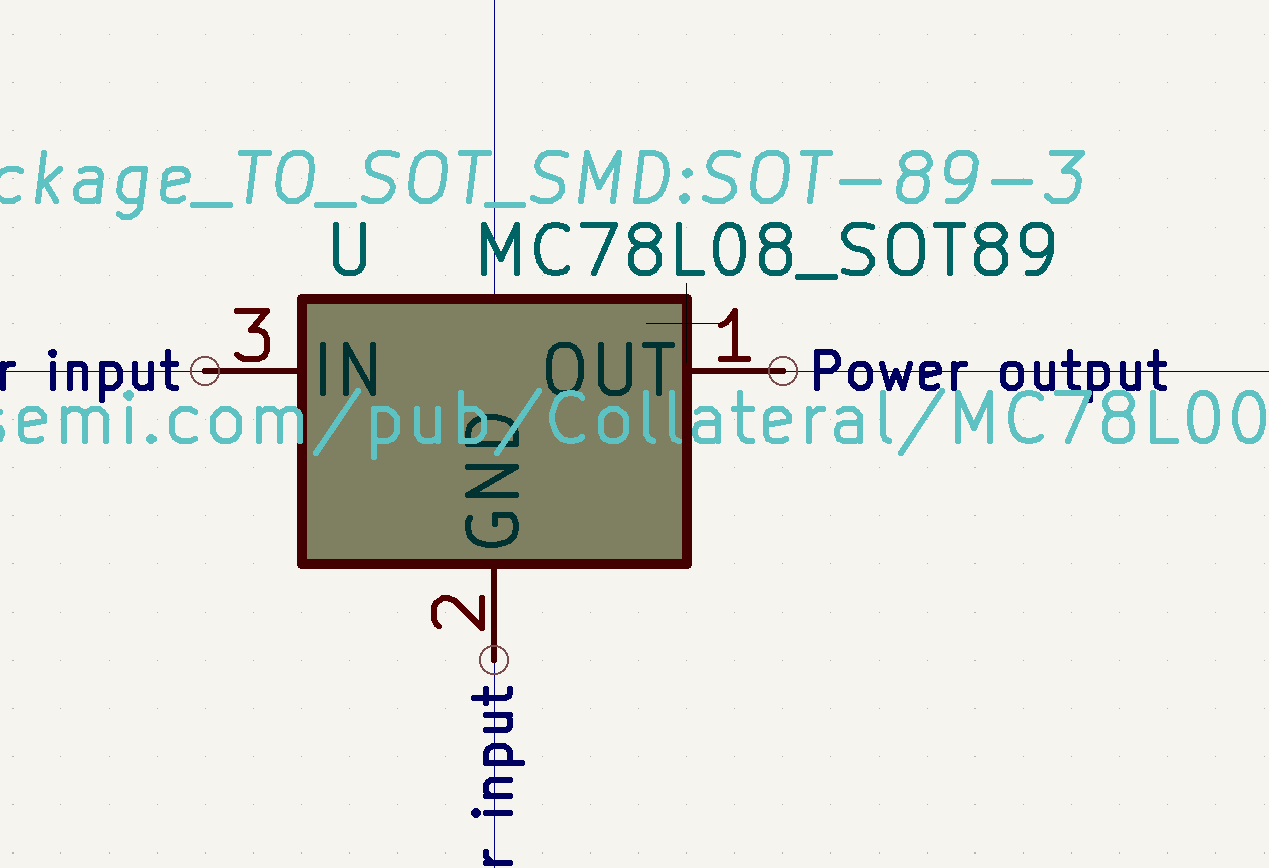 ckage_TO_SOT_SMD:SOT-89-3
U MC78L08_SOT89
3 1
r input IN OUT Power output
semi.com/pub/Collateral/MC78L00
GND
2
r input